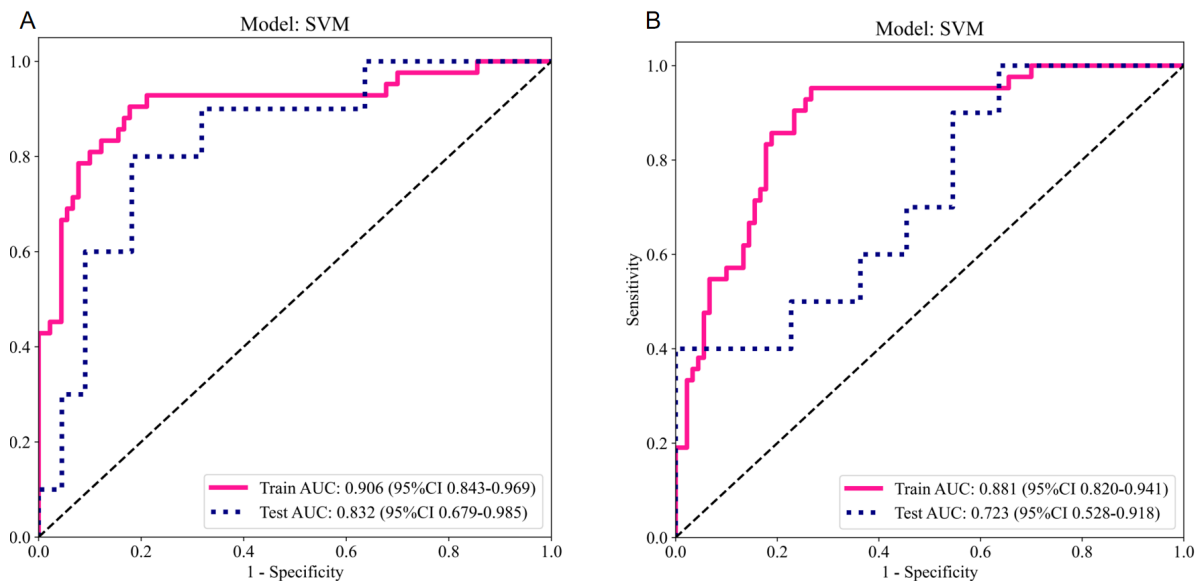 A
Model: SVM
1.0
0.8
0.6
0.4
0.2
0.0
0.0
0.2
0.4
0.6
0.8
1.0
1 - Specificity
Train AUC: 0.906 (95%CI 0.843-0.969)
Test AUC: 0.832 (95%CI 0.679-0.985)
B
Model: SVM
Sensitivity
1.0
0.8
0.6
0.4
0.2
0.0
0.0
0.2
0.4
0.6
0.8
1.0
1 - Specificity
Train AUC: 0.881 (95%CI 0.820-0.941)
Test AUC: 0.723 (95%CI 0.528-0.918)